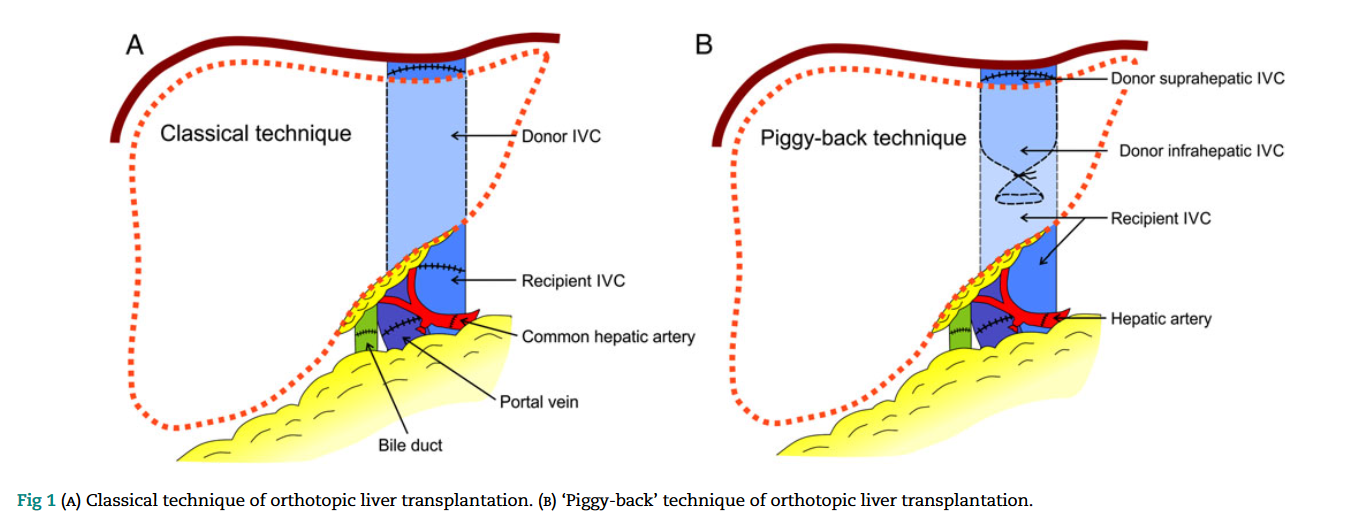 A
Classical technique
Donor IVC
Recipient IVC
Common hepatic artery
Portal vein
Bile duct
B
Piggy-back technique
Donor suprahepatic IVC
Donor infrahepatic IVC
Recipient IVC
Hepatic artery
Fig 1 (A) Classical technique of orthotopic liver transplantation. (B) ‘Piggy-back’ technique of orthotopic liver transplantation.